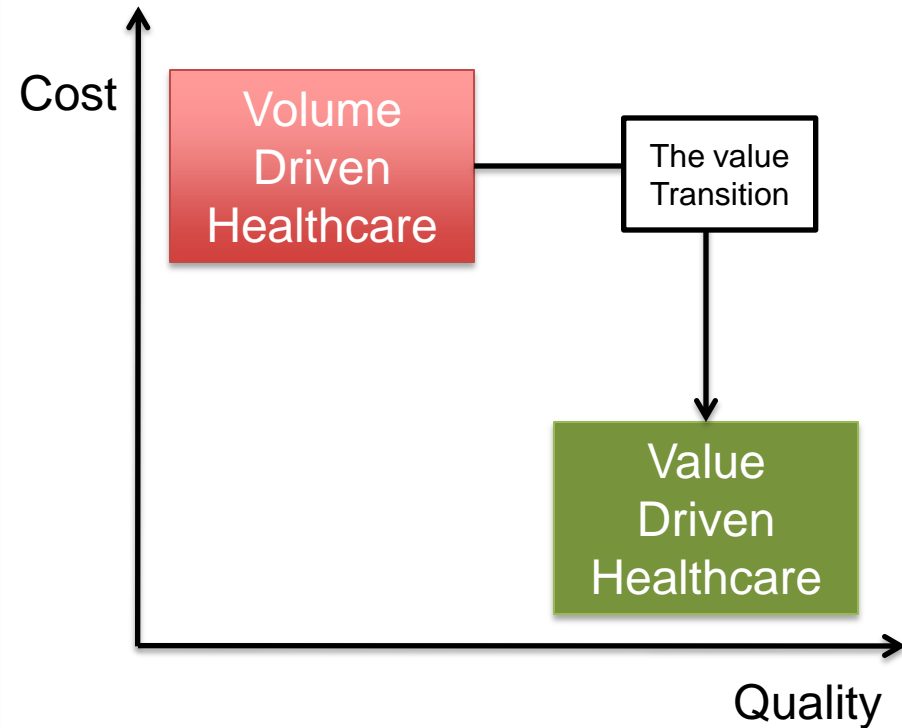 Cost
Volume
Driven
Healthcare
The value
Transition
Value
Driven
Healthcare
Quality